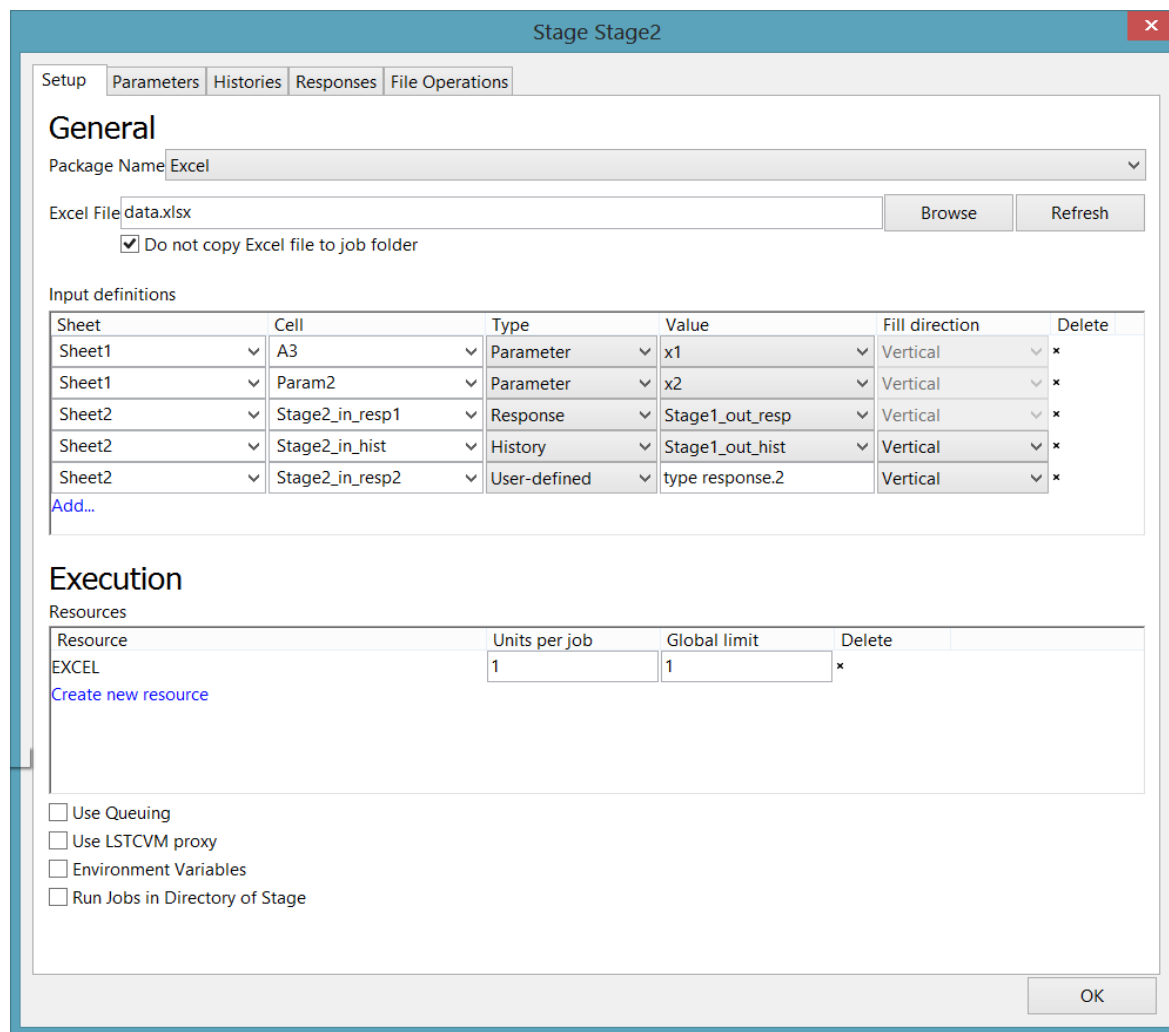 Stage Stage2
Setup Parameters Histories Responses File Operations
General
Package Name Excel
Excel File data.xlsx Browse Refresh
Do not copy Excel file to job folder
Input definitions
Sheet Cell Type Value Fill direction Delete
Sheet1 A3 Parameter x1 Vertical
Sheet1 Param2 Parameter x2 Vertical
Sheet2 Stage2_in_resp1 Response Stage1_out_resp Vertical
Sheet2 Stage2_in_hist History Stage1_out_hist Vertical
Sheet2 Stage2_in_resp2 User-defined type response.2 Vertical
Add...
Execution
Resources
Resource Units per job Global limit Delete
EXCEL 1 1
Create new resource
Use Queuing
Use LSTCVM proxy
Environment Variables
Run Jobs in Directory of Stage
OK